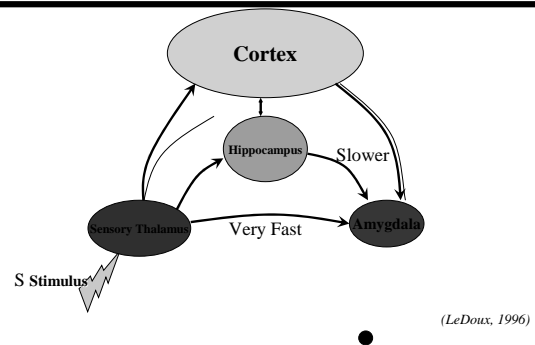 Cortex
Hippocampus
Slower
Sensory Thalamus
Very Fast
Amygdala
S Stimulus
(LeDoux, 1996)